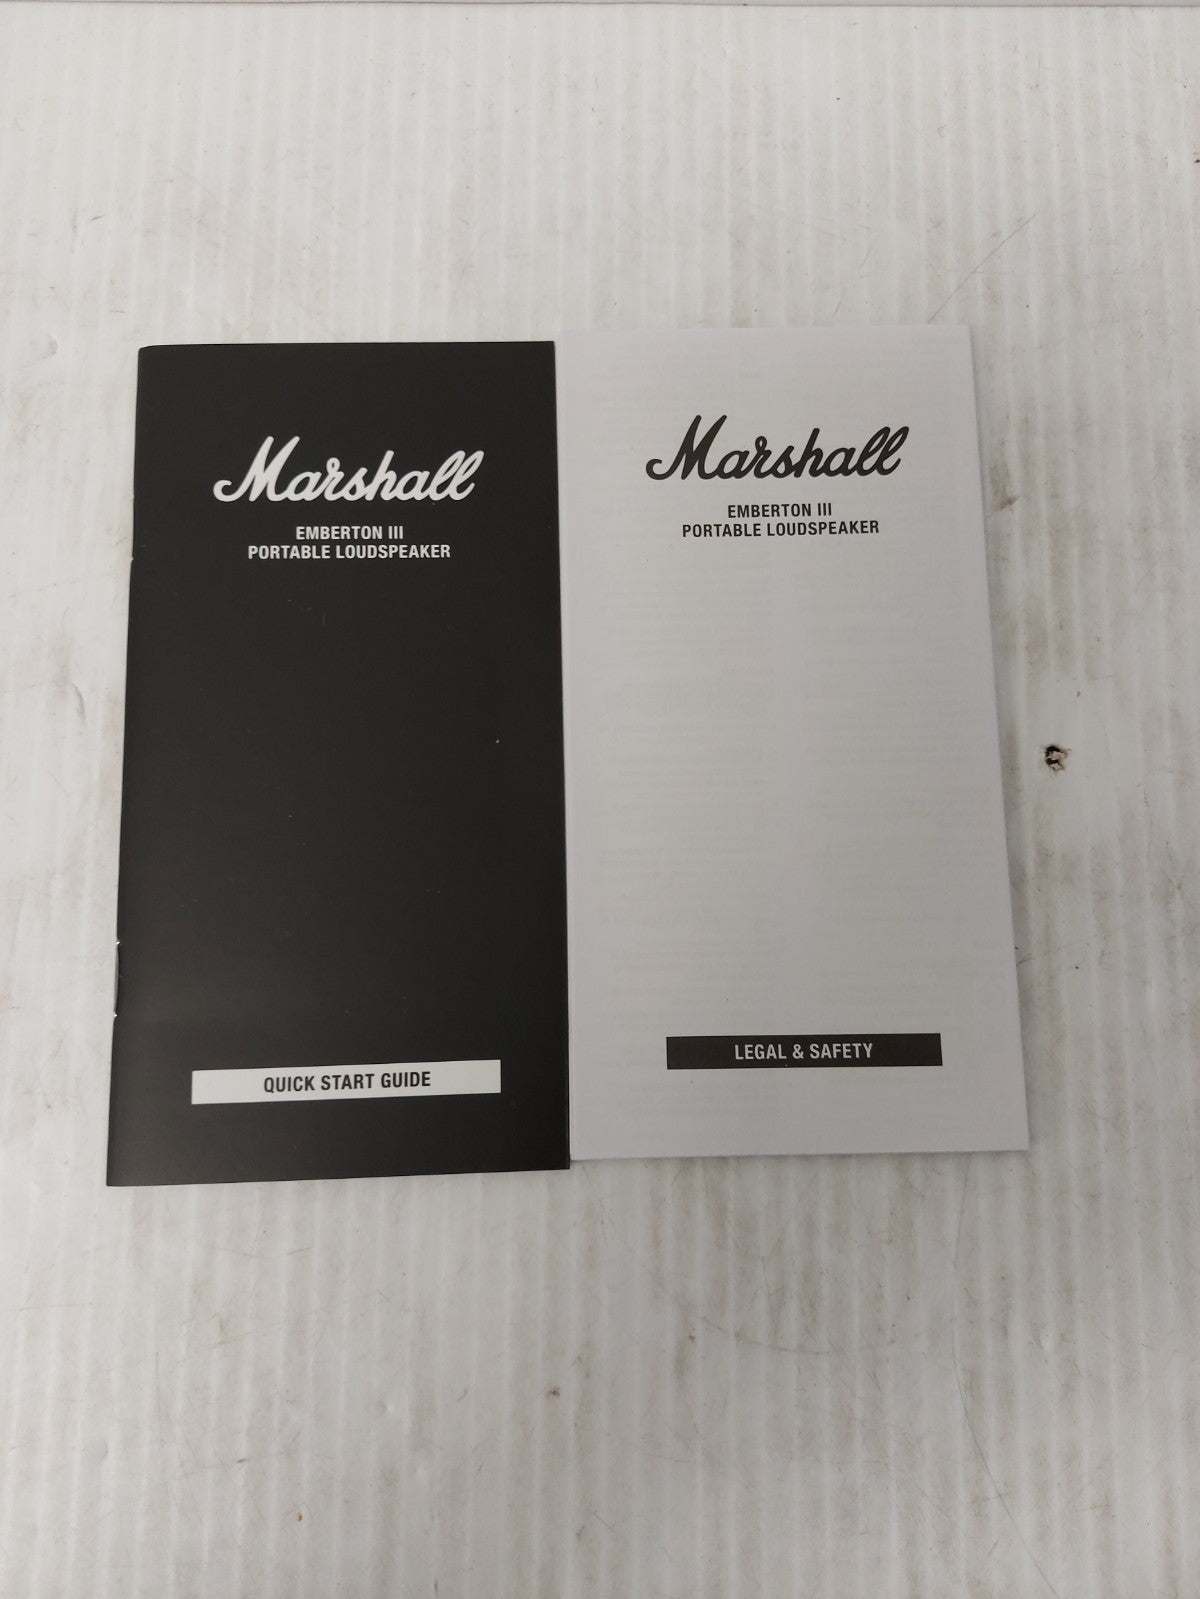 Marshall
EMBERTON III
PORTABLE LOUDSPEAKER
QUICK START GUIDE
Marshall
EMBERTON III
PORTABLE LOUDSPEAKER
LEGAL & SAFETY